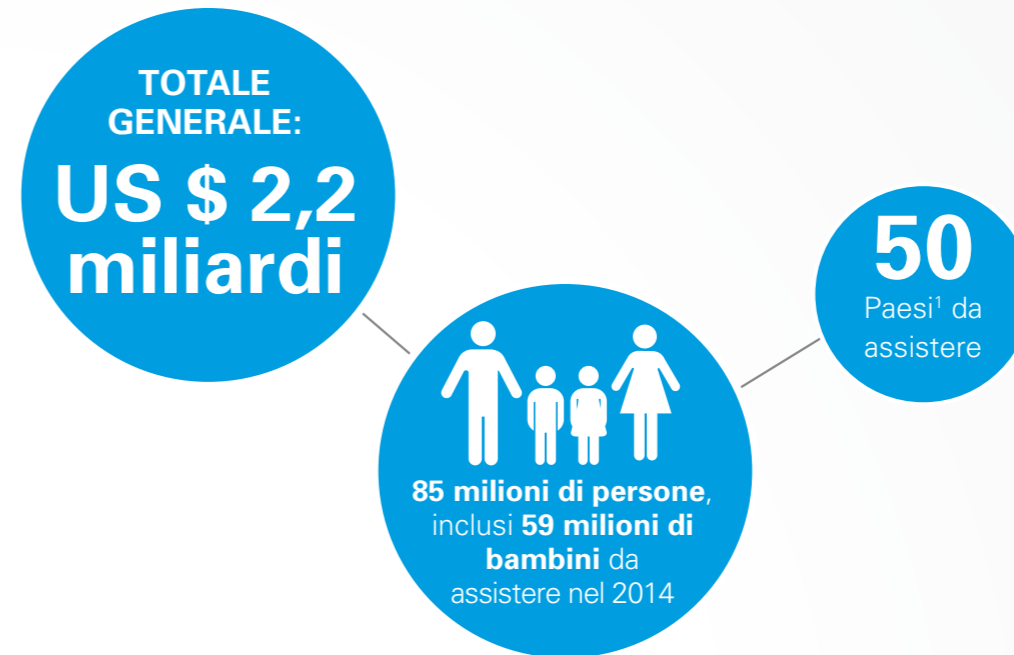 TOTALE
GENERALE:
US $ 2,2
miliardi
50
Paesi¹ da
assistere
85 milioni di persone,
inclusi 59 milioni di
bambini da
assistere nel 2014